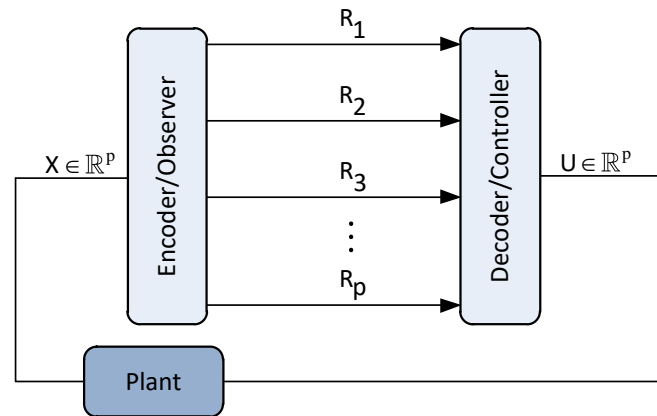 R₁
R₂
X ∈ ℝᵖ
Encoder/Observer
R₃
⋮
Rₚ
Decoder/Controller
U ∈ ℝᵖ
Plant